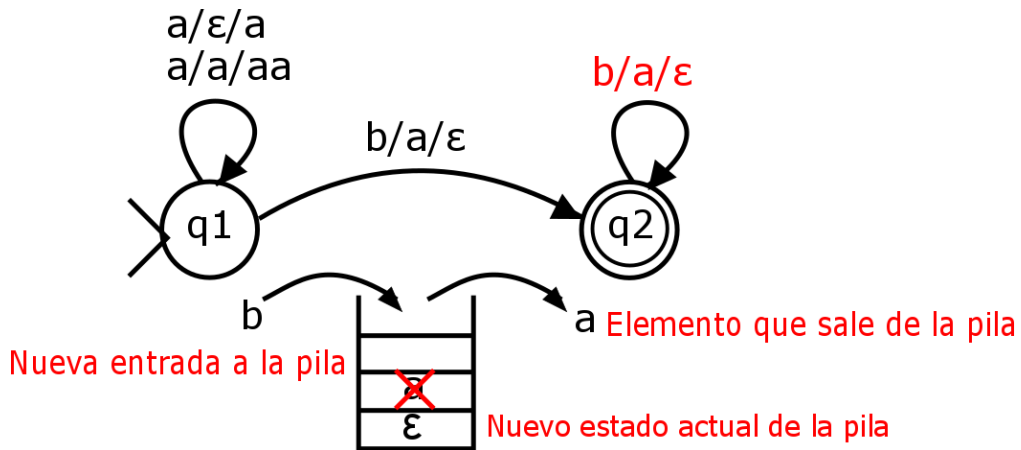 a/ε/a
a/a/aa
b/a/ε
b/a/ε
q1
q2
b
a
Elemento que sale de la pila
Nueva entrada a la pila
a
ε
Nuevo estado actual de la pila